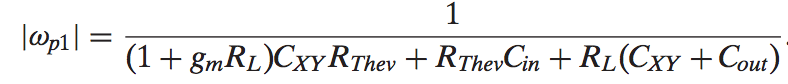 |ω_{p1}| = \frac{1}{(1 + g_m R_L)C_{XY} R_{Thev} + R_{Thev} C_{in} + R_L(C_{XY} + C_{out})}.